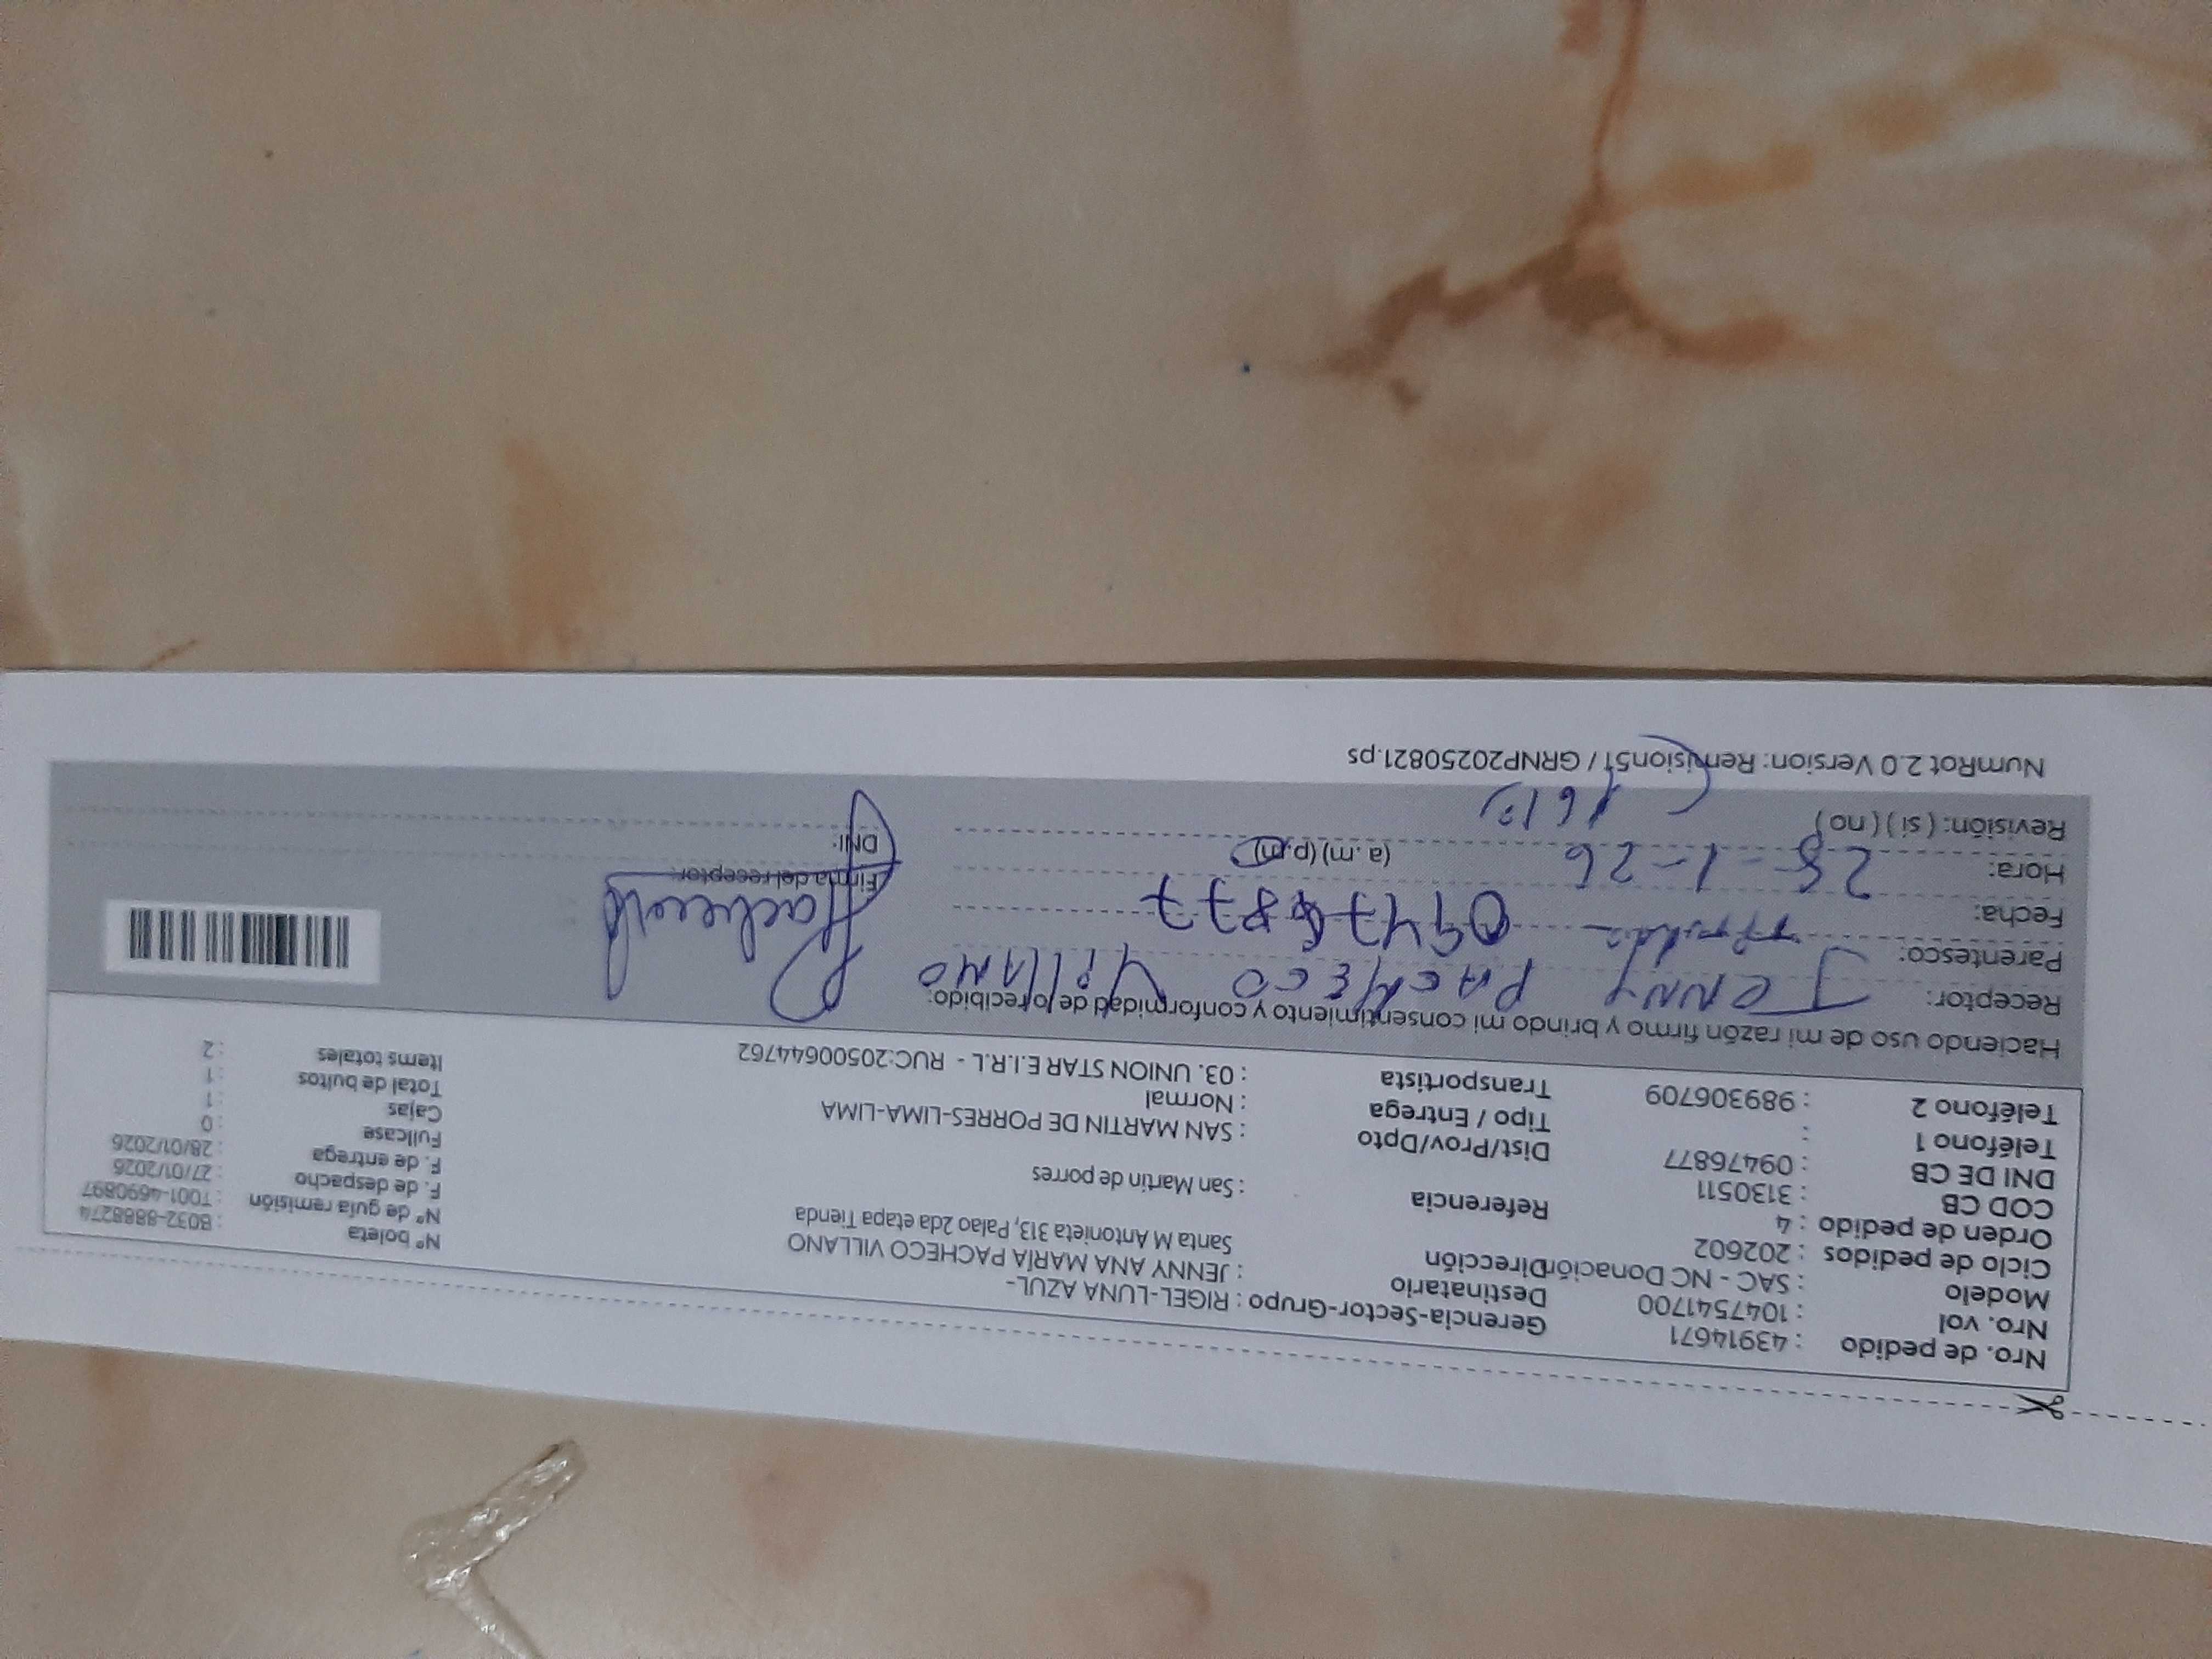 Nro. de pedido : 43914671
Nro. vol : 1047541700
Modelo : SAC - NC Donación
Ciclo de pedidos : 202602
Orden de pedido : 4
COD CB : 3130511
DNI DE CB : 09476877
Teléfono 1 :
Teléfono 2 : 989306709
Gerencia-Sector-Grupo : RIGEL-LUNA AZUL-
Destinatario : JENNY ANA MARÍA PACHECO VILLANO
Dirección Santa M Antonieta 313, Palao 2da etapa Tienda
Referencia : San Martin de porres
Dist/Prov/Dpto : SAN MARTIN DE PORRES-LIMA-LIMA
Tipo / Entrega : Normal
Transportista : 03. UNION STAR E.I.R.L - RUC:20500644762
N° boleta : B032-8888274
N° de guía remisión : T001-4690897
F. de despacho : 27/01/2026
F. de entrega : 28/01/2026
Fullcase : 0
Cajas : 1
Total de bultos : 1
Items totales : 2
Haciendo uso de mi razón firmo y brindo mi consentimiento y conformidad de lo recibido:
Receptor: JENNY PACHECO VILLANO
Parentesco: 09476877
Fecha: 28-1-26
Hora: (a.m) (p.m)
Revisión: ( si ) ( no )
Pacheco
Firma del receptor:
DNI:
NumRot 2.0 Version: Remision51 / GRNP20250821.ps